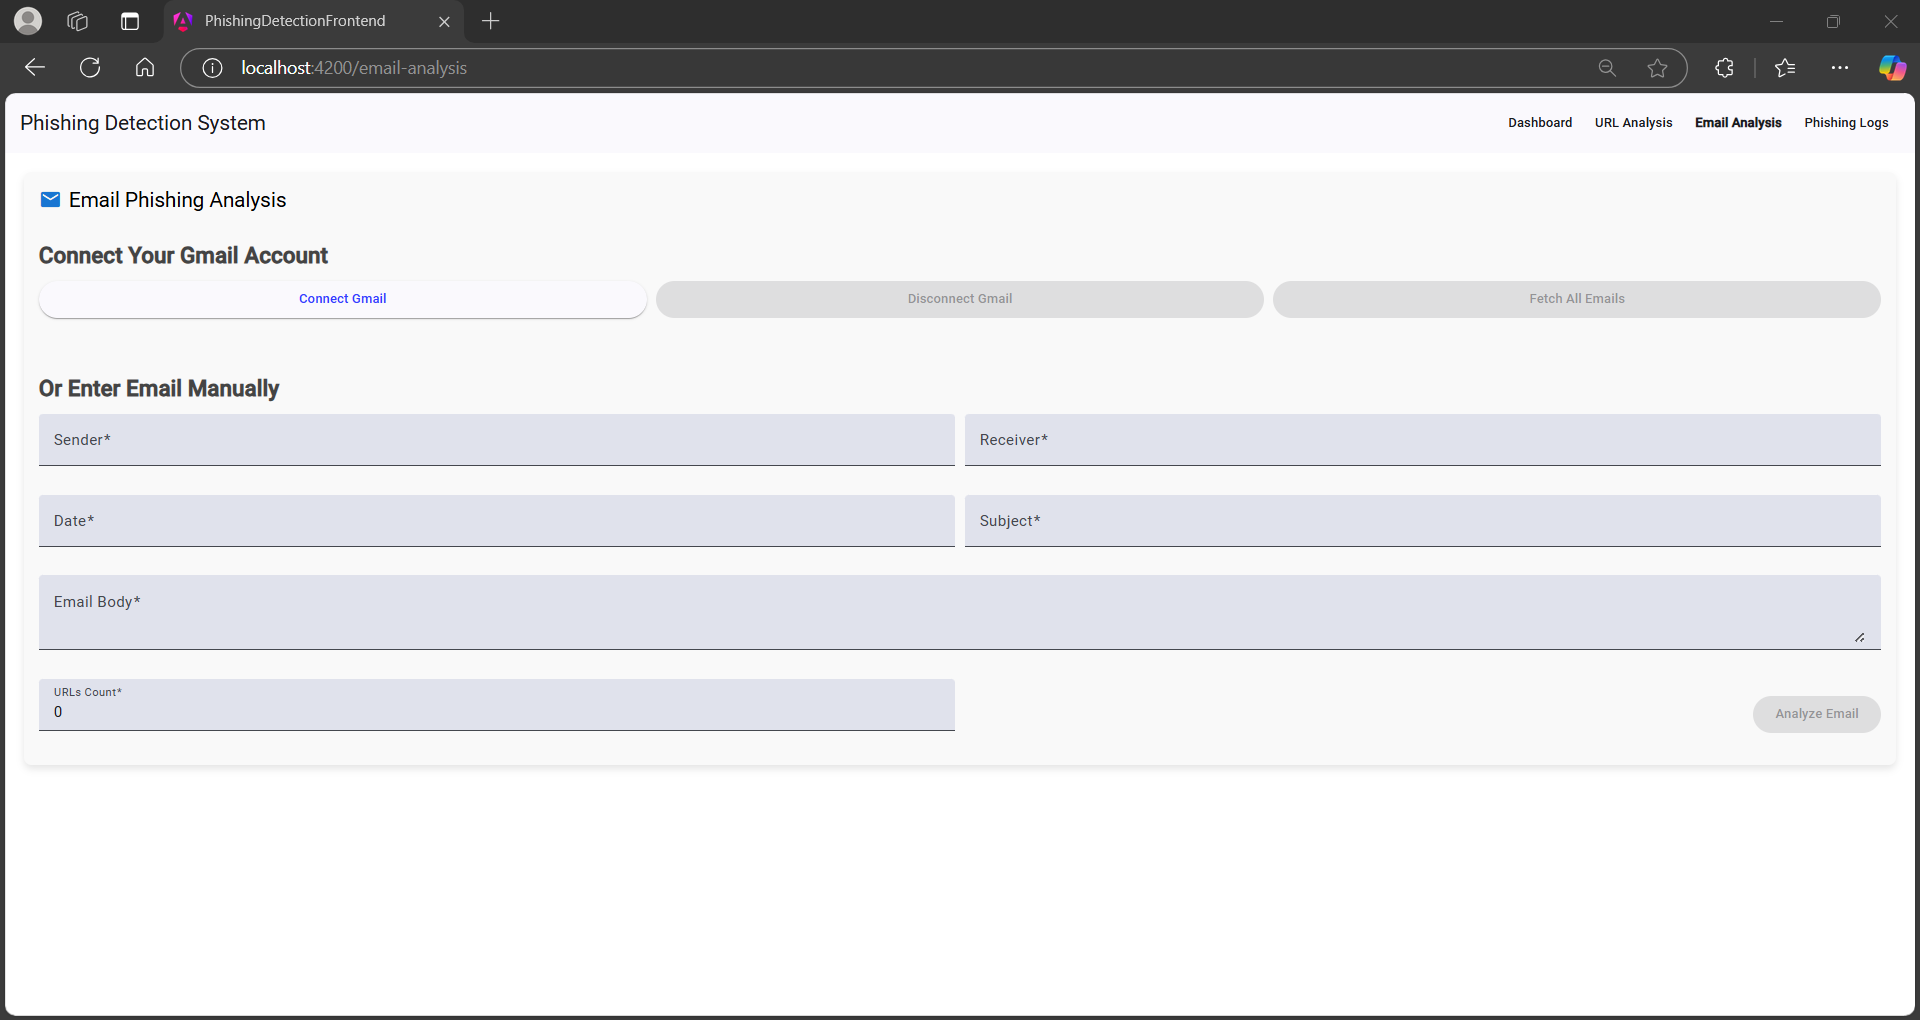 PhishingDetectionFrontend
localhost:4200/email-analysis
Phishing Detection System
Dashboard URL Analysis Email Analysis Phishing Logs
Email Phishing Analysis
Connect Your Gmail Account
Connect Gmail Disconnect Gmail Fetch All Emails
Or Enter Email Manually
Sender* Receiver*
Date* Subject*
Email Body*
URLs Count*
0
Analyze Email